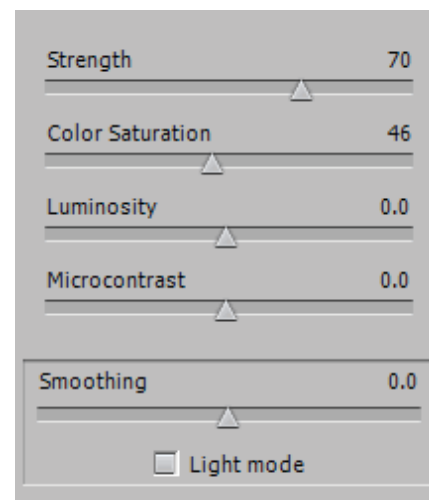 Strength 70
Color Saturation 46
Luminosity 0.0
Microcontrast 0.0
Smoothing 0.0
Light mode